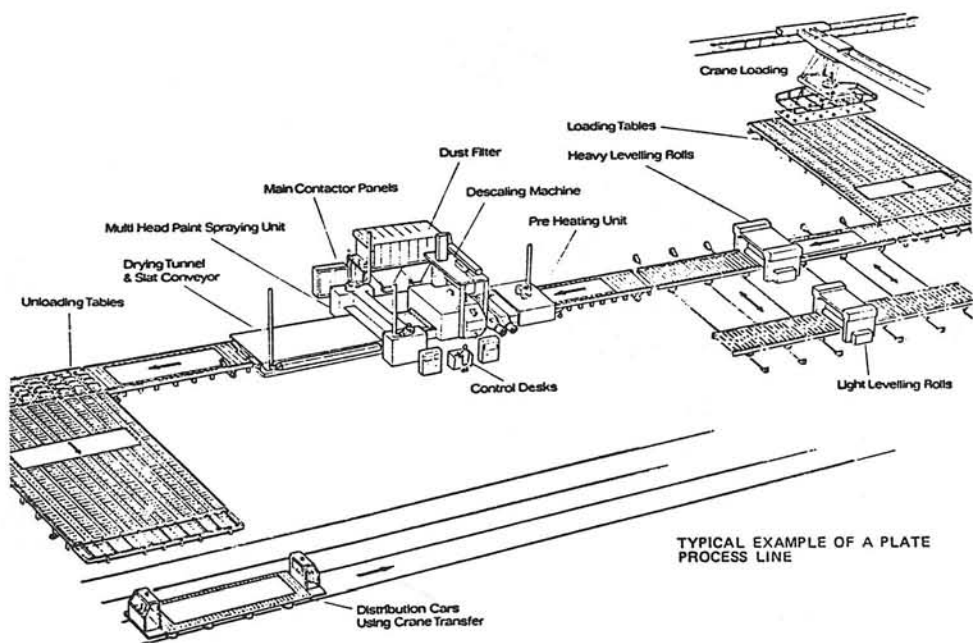 Crane Loading
Loading Tables
Heavy Levelling Rolls
Dust Filter
Main Contactor Panels
Descaling Machine
Multi Head Paint Spraying Unit
Pre Heating Unit
Drying Tunnel
& Slat Conveyor
Unloading Tables
Control Desks
Light Levelling Rolls
TYPICAL EXAMPLE OF A PLATE
PROCESS LINE
Distribution Cars
Using Crane Transfer